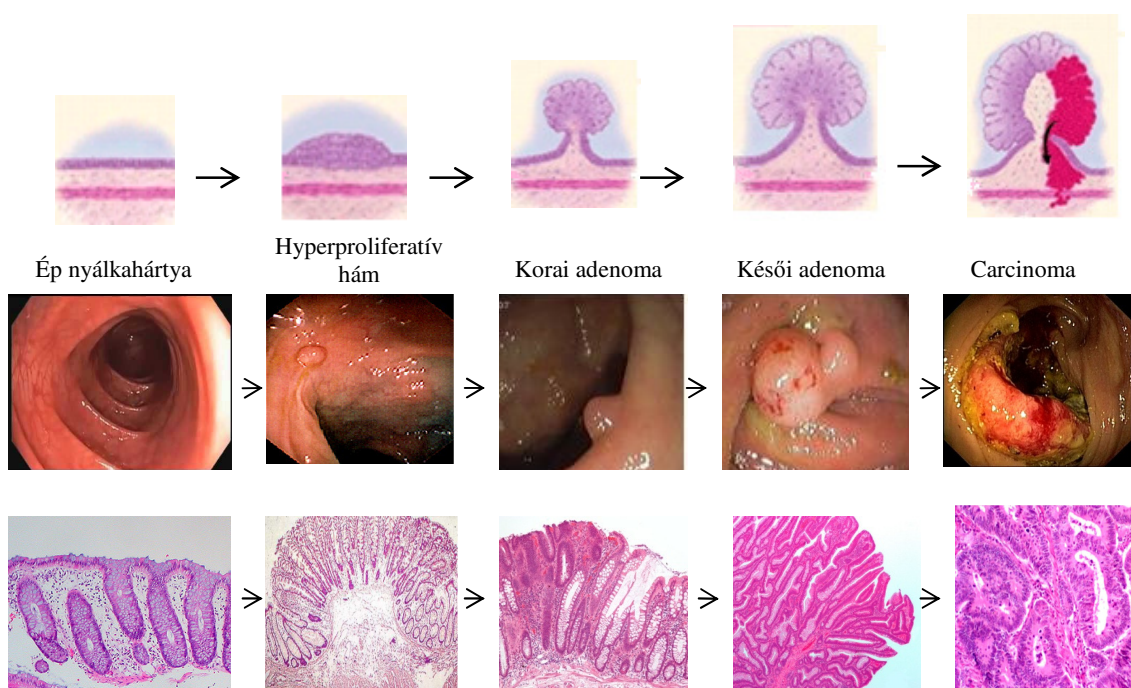 Ép nyálkahártya
Hyperproliferatív
hám
Korai adenoma
Késői adenoma
Carcinoma